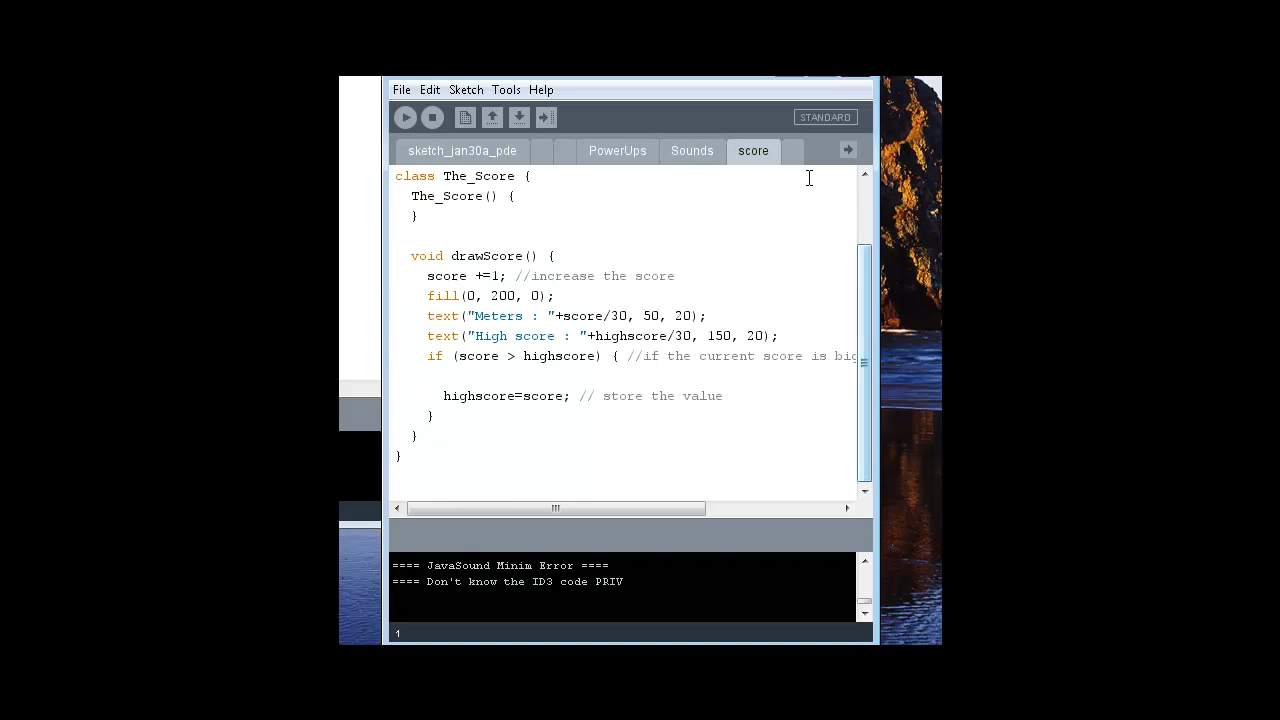 File Edit Sketch Tools Help
STANDARD
sketch_jan30a_pde PowerUps Sounds score
class The_Score {
The_Score() {
}
void drawScore() {
score +=1; //increase the score
fill(0, 200, 0);
text("Meters : "+score/30, 50, 20);
text("High score : "+highscore/30, 150, 20);
if (score > highscore) { //if the current score is big
highscore=score; // store the value
}
}
}
==== JavaSound Minim Error ====
==== Don't know the ID3 code PRIV
1